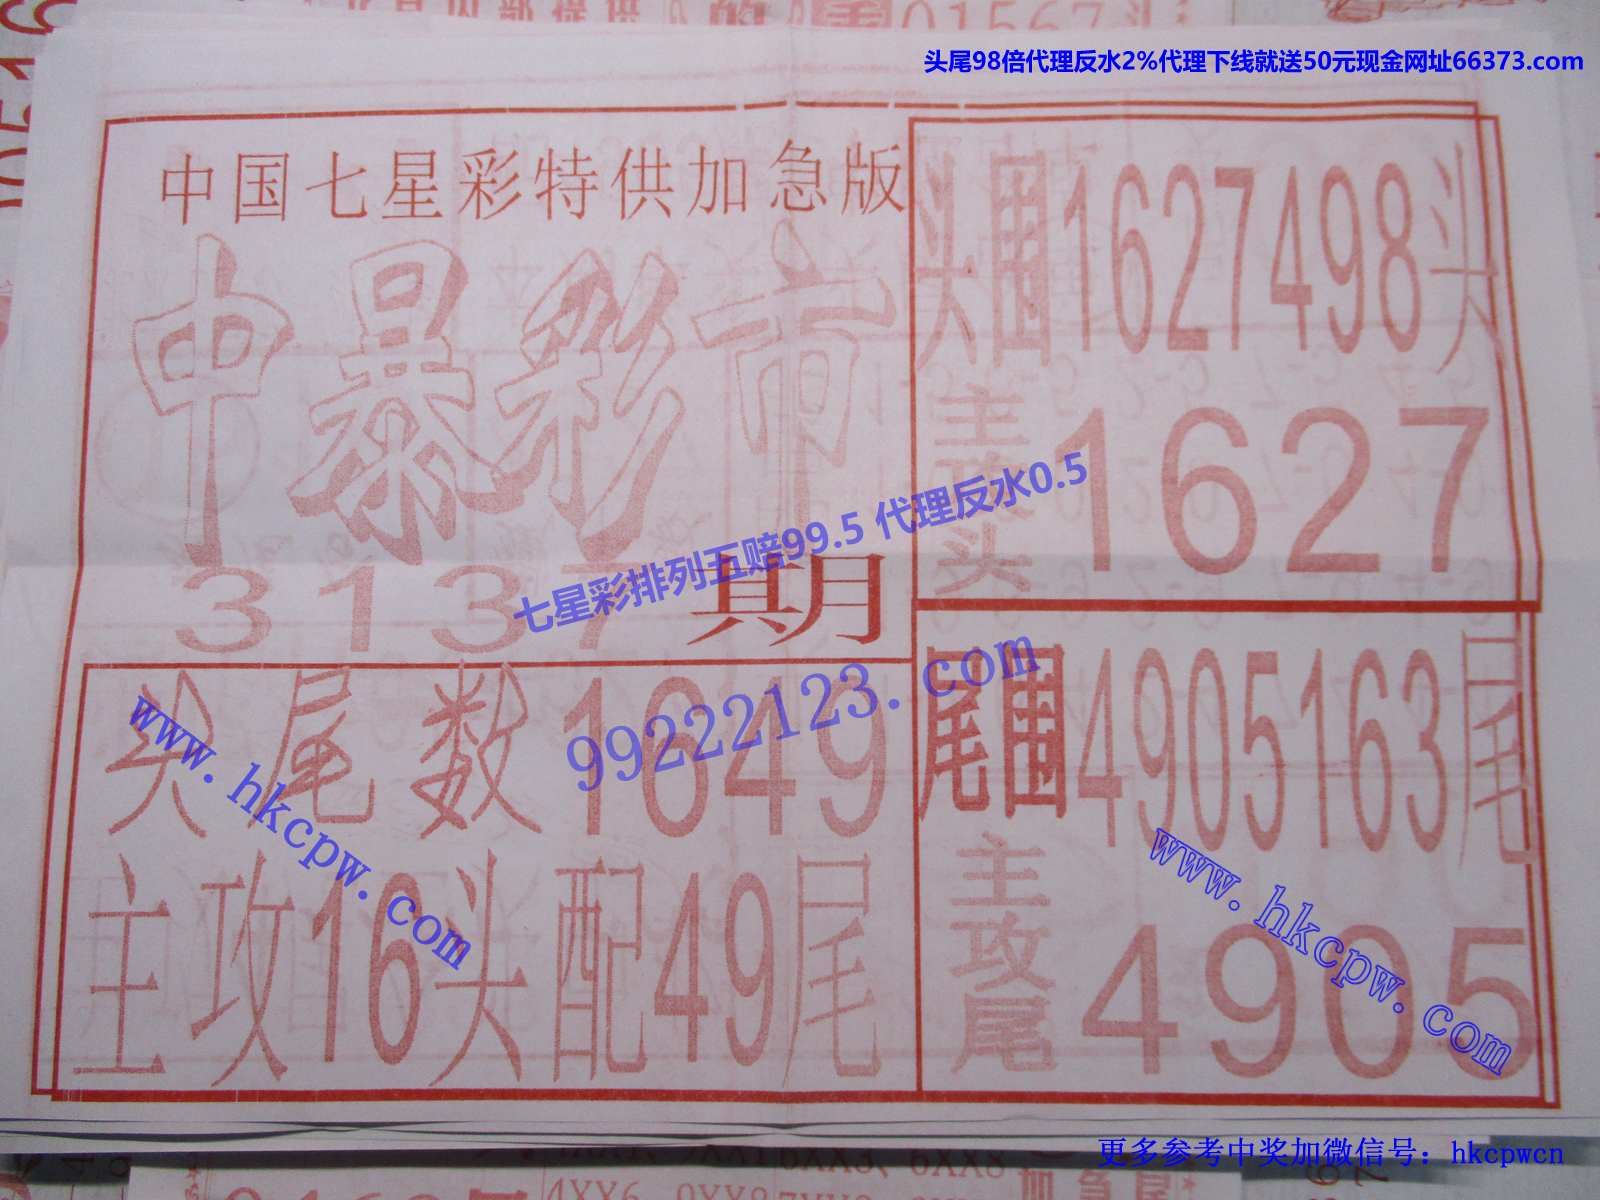 头尾98倍代理反水2%代理下线就送50元现金网址66373.com
中国七星彩特供加急版
中暴彩市
3137期
头尾数1649
主攻16头配49尾
头围1627498头
主攻头1627
尾围4905163尾
主攻尾4905
七星彩排列五赔99.5 代理反水0.5
99222123.com
www.hkcpw.com
www.hkcpw.com
更多参考中奖加微信号：hkcpwcn